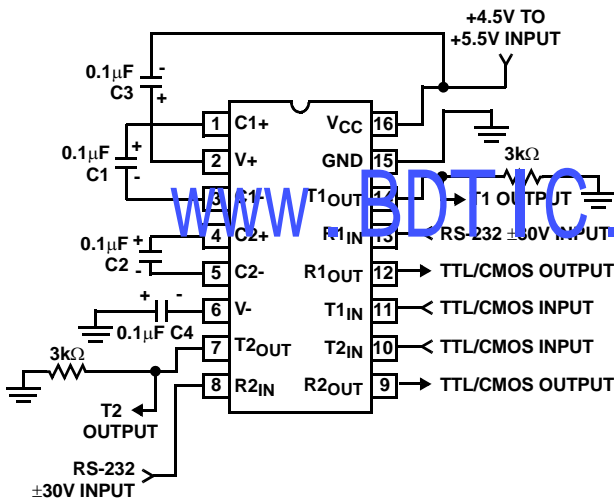 +4.5V TO
+5.5V INPUT
0.1µF
C3
-
+
1 C1+ VCC 16
0.1µF
C1
+
-
2 V+ GND 15
3kΩ
3 C1- T1OUT 14 T1 OUTPUT
www.BDTIC.
4 C2+ R1IN 13 RS-232 ±30V INPUT
0.1µF
C2
+
-
5 C2- R1OUT 12 TTL/CMOS OUTPUT
+ -
0.1µF C4
6 V- T1IN 11 TTL/CMOS INPUT
3kΩ
7 T2OUT T2IN 10 TTL/CMOS INPUT
8 R2IN R2OUT 9 TTL/CMOS OUTPUT
T2
OUTPUT
RS-232
±30V INPUT